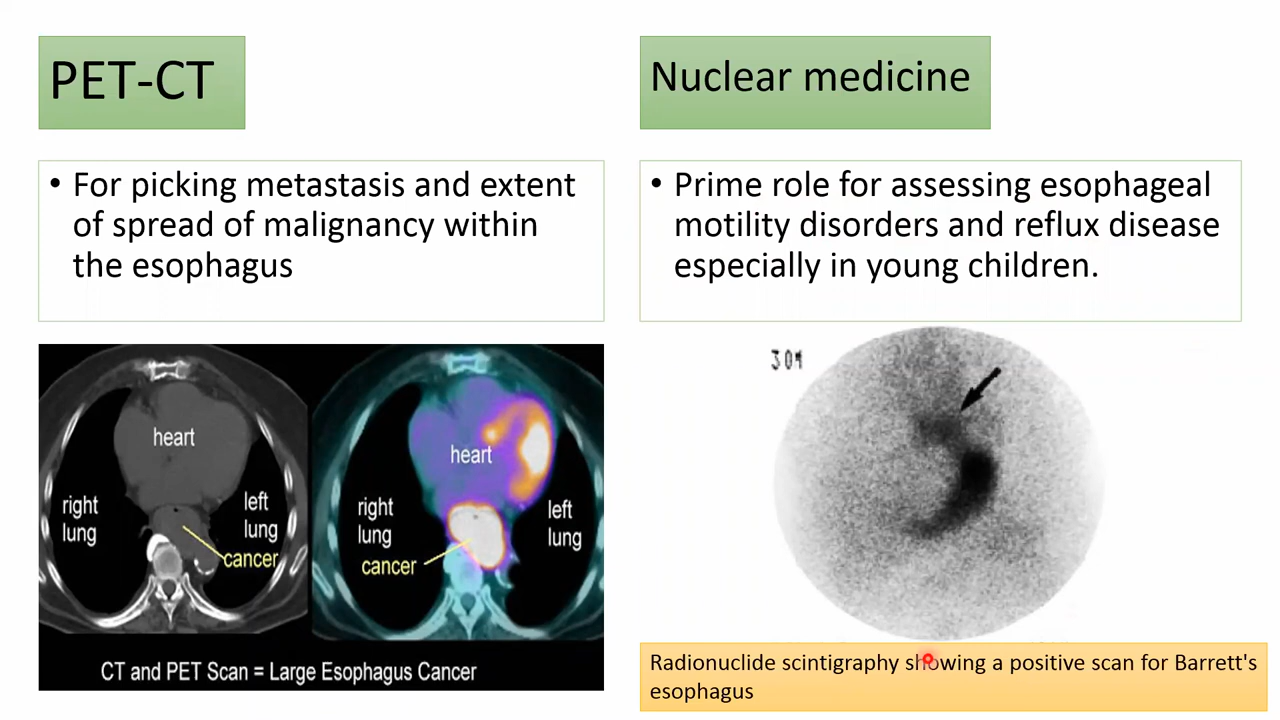 PET-CT
• For picking metastasis and extent
of spread of malignancy within
the esophagus
heart
right
lung
left
lung
cancer
heart
right
lung
left
lung
cancer
CT and PET Scan = Large Esophagus Cancer
Nuclear medicine
• Prime role for assessing esophageal
motility disorders and reflux disease
especially in young children.
Radionuclide scintigraphy showing a positive scan for Barrett's
esophagus